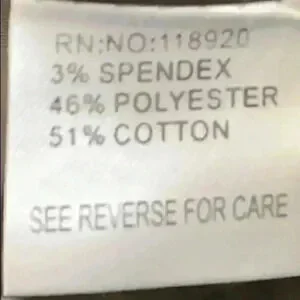 RN:NO:118920
3% SPENDEX
46% POLYESTER
51% COTTON
SEE REVERSE FOR CARE